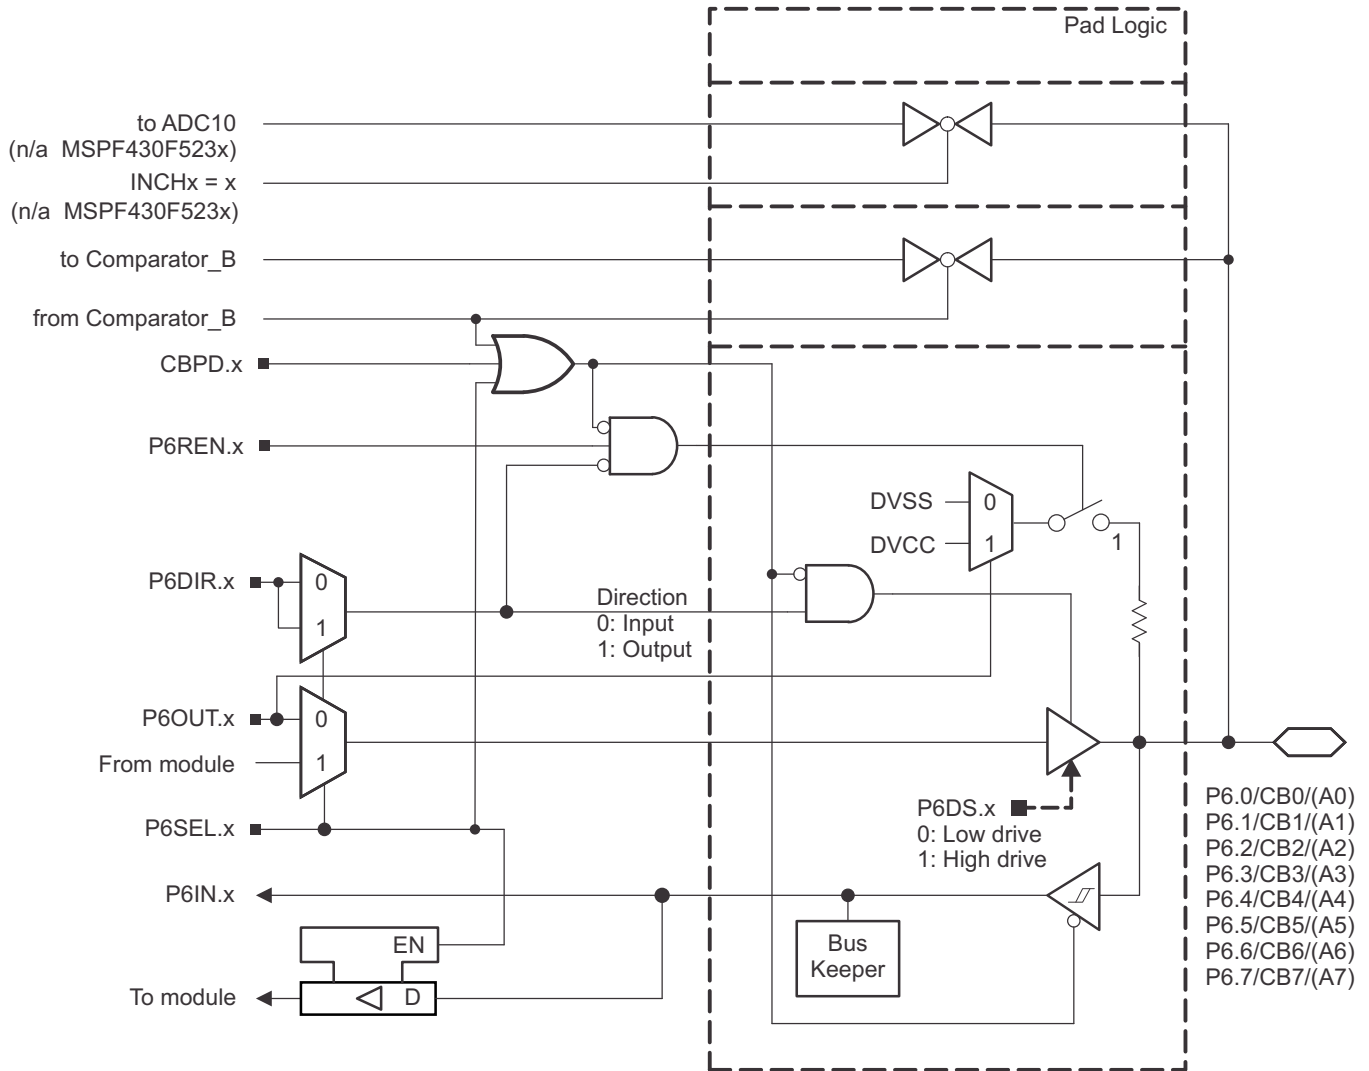 Pad Logic
to ADC10
(n/a MSPF430F523x)
INCHx = x
(n/a MSPF430F523x)
to Comparator_B
from Comparator_B
CBPD.x
P6REN.x
DVSS
0
DVCC
1
1
P6DIR.x
0
1
Direction
0: Input
1: Output
P6OUT.x
0
From module
1
P6SEL.x
P6DS.x
0: Low drive
1: High drive
P6.0/CB0/(A0)
P6.1/CB1/(A1)
P6.2/CB2/(A2)
P6.3/CB3/(A3)
P6.4/CB4/(A4)
P6.5/CB5/(A5)
P6.6/CB6/(A6)
P6.7/CB7/(A7)
P6IN.x
Bus
Keeper
EN
D
To module